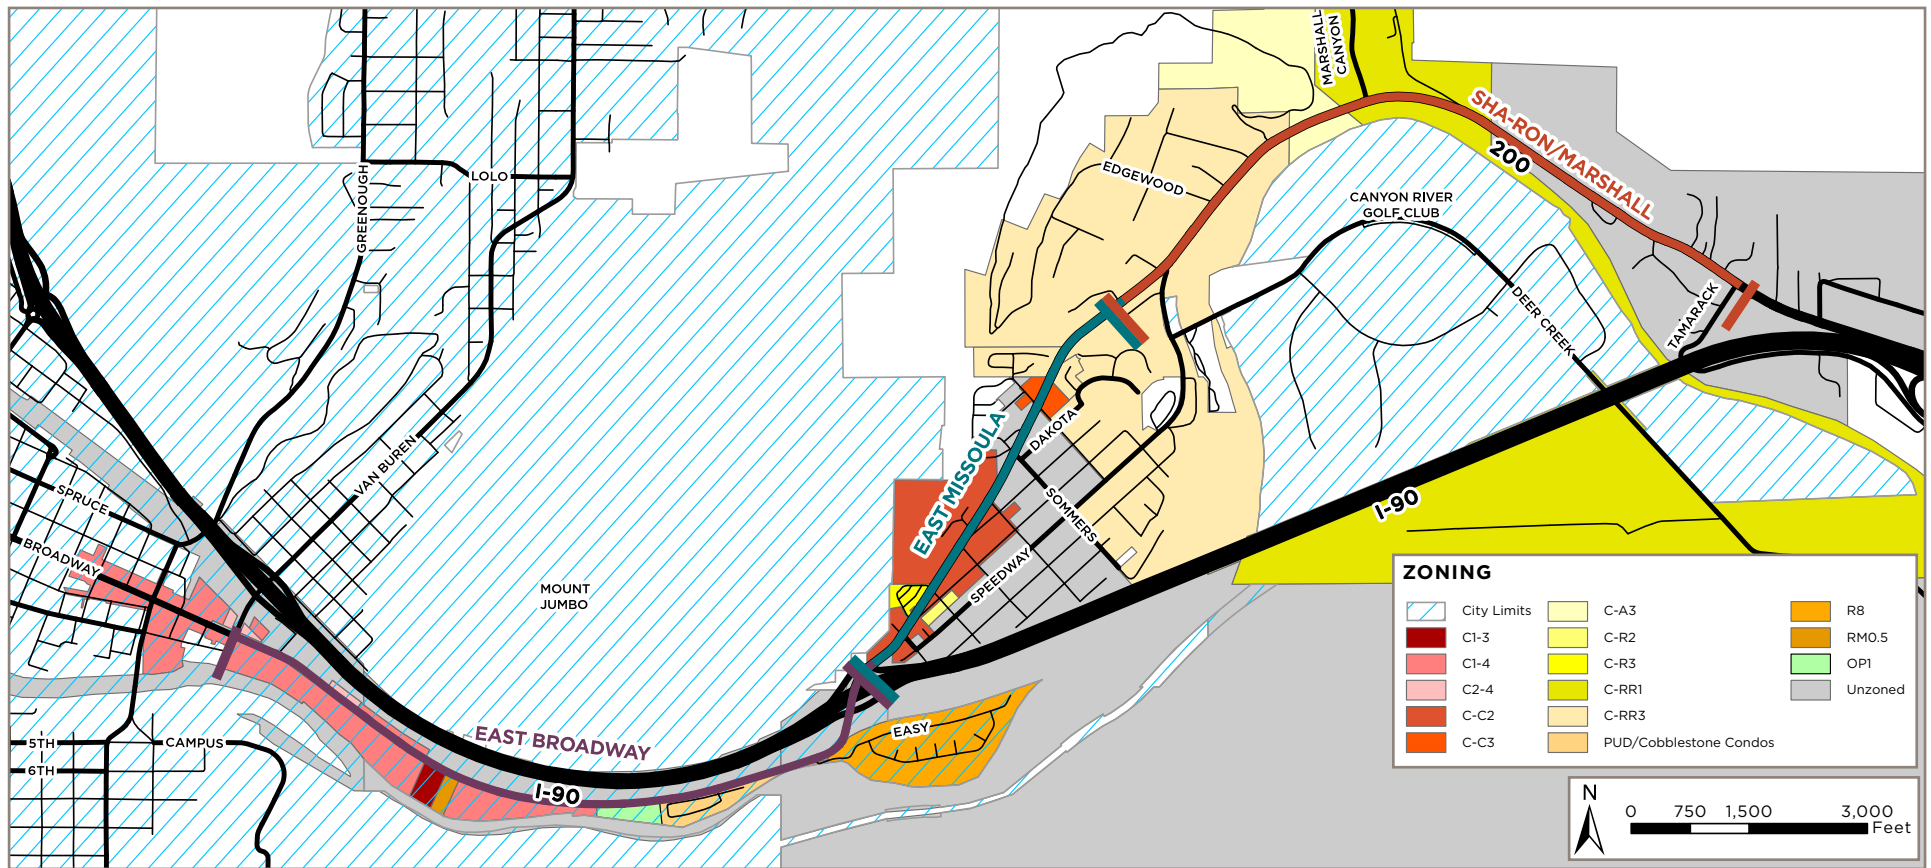 MARSHALL
CANYON
SHA-RON/MARSHALL
200
LOLO
GREENOUGH
EDGEWOOD
CANYON RIVER
GOLF CLUB
DEER CREEK
TAMARACK
DAKOTA
EAST MISSOULA
VAN BUREN
SPRUCE
SOMMERS
I-90
BROADWAY
SPEEDWAY
MOUNT
JUMBO
EASY
EAST BROADWAY
5TH
CAMPUS
6TH
I-90
ZONING
City Limits
C1-3
C1-4
C2-4
C-C2
C-C3
C-A3
C-R2
C-R3
C-RR1
C-RR3
PUD/Cobblestone Condos
R8
RM0.5
OP1
Unzoned
N
0 750 1,500 3,000
Feet